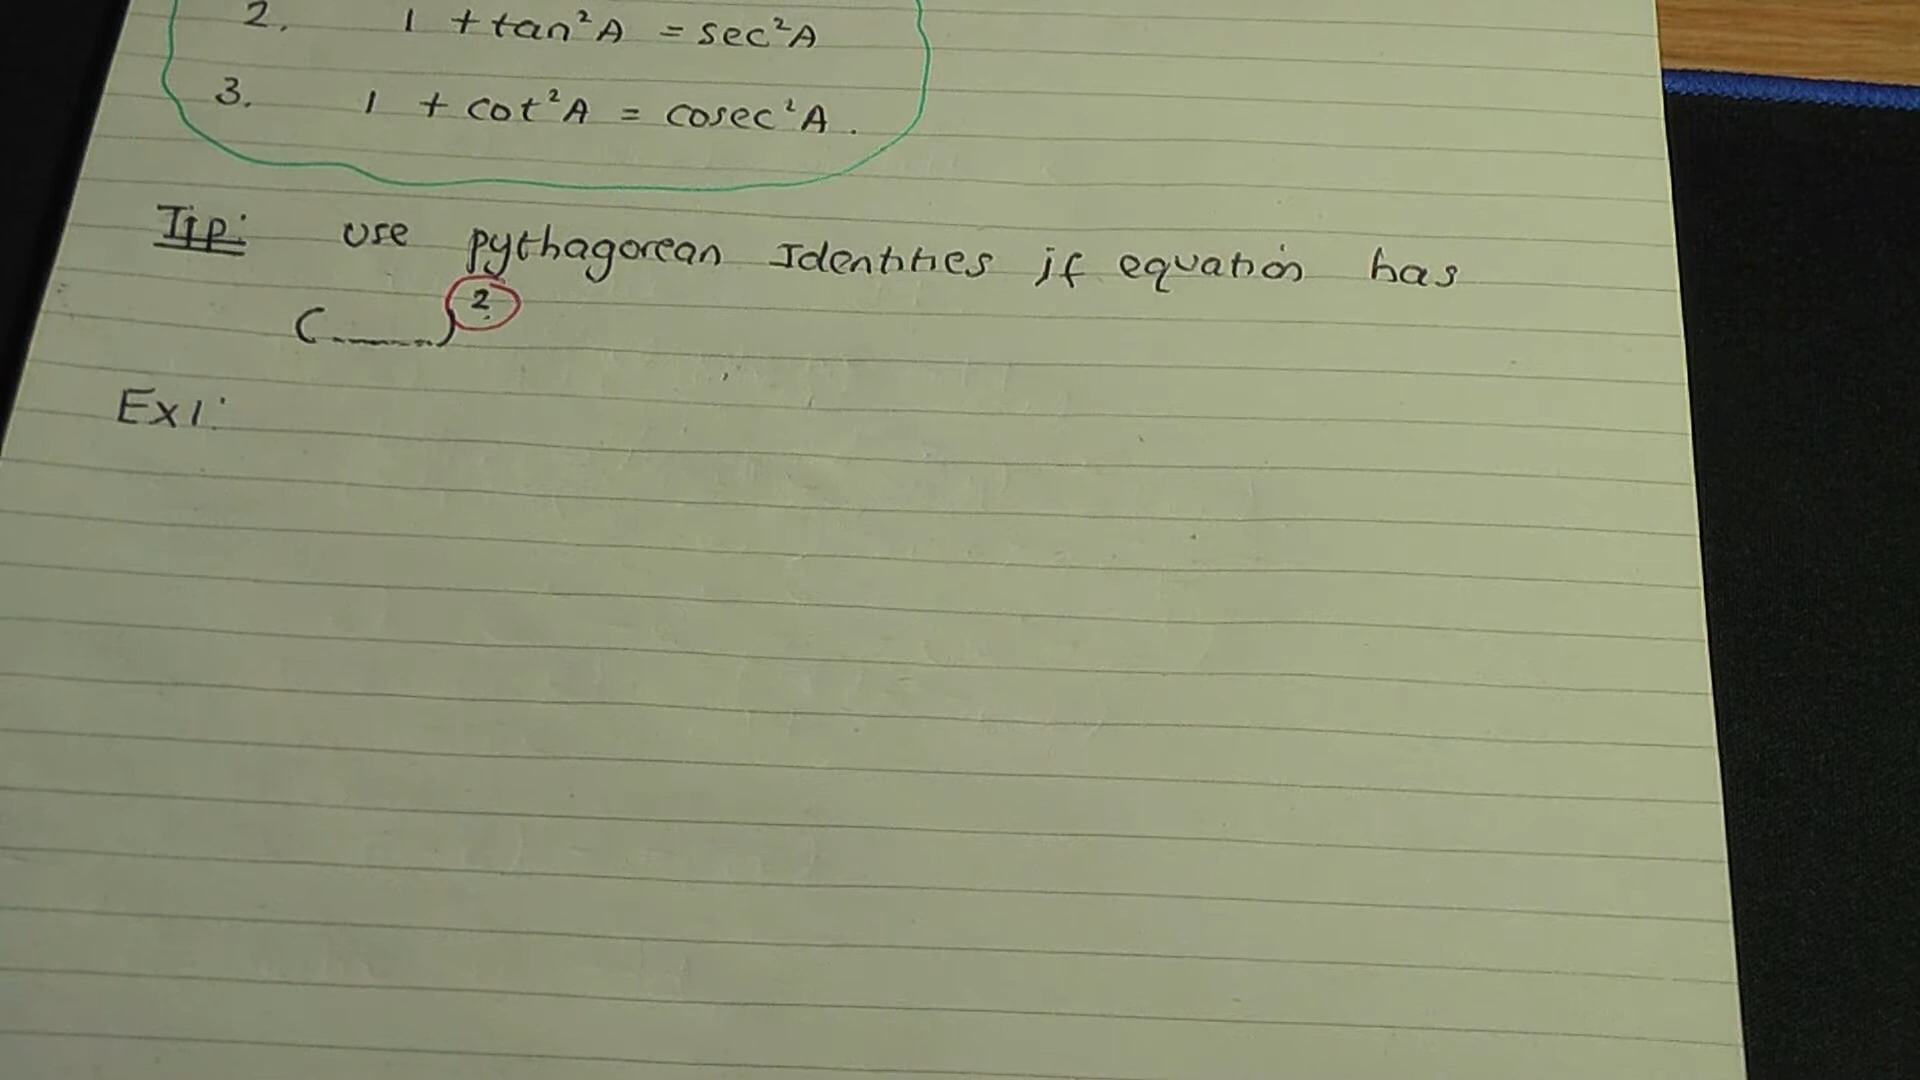 2. 1 + tan²A = sec²A
3. 1 + cot²A = cosec²A.
Tip: use pythagorean Identities if equation has
(........)²
Ex1: